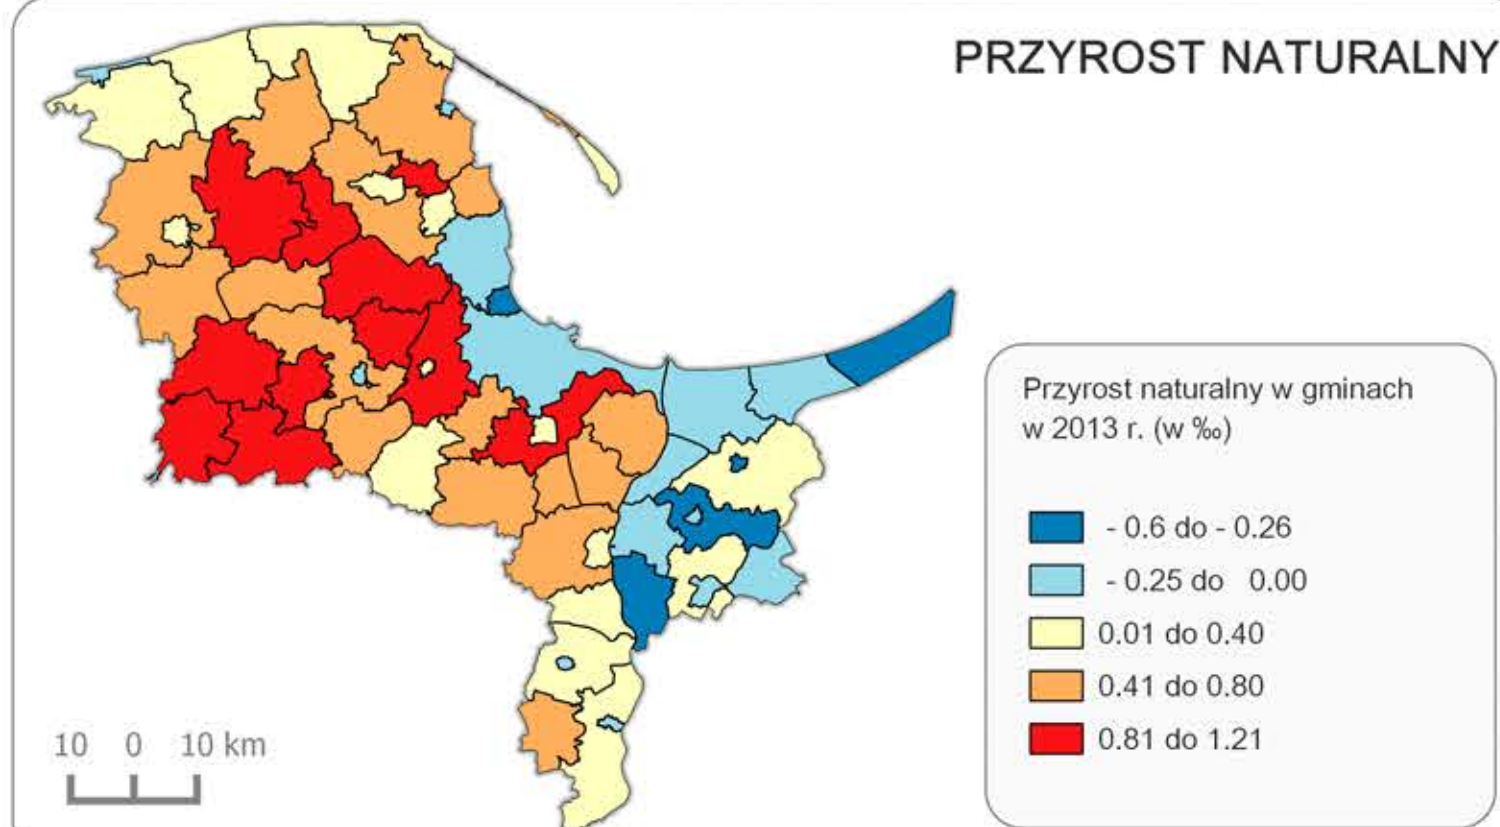 PRZYROST NATURALNY
Przyrost naturalny w gminach
w 2013 r. (w ‰)
- 0.6 do - 0.26
- 0.25 do 0.00
0.01 do 0.40
0.41 do 0.80
0.81 do 1.21
10 0 10 km